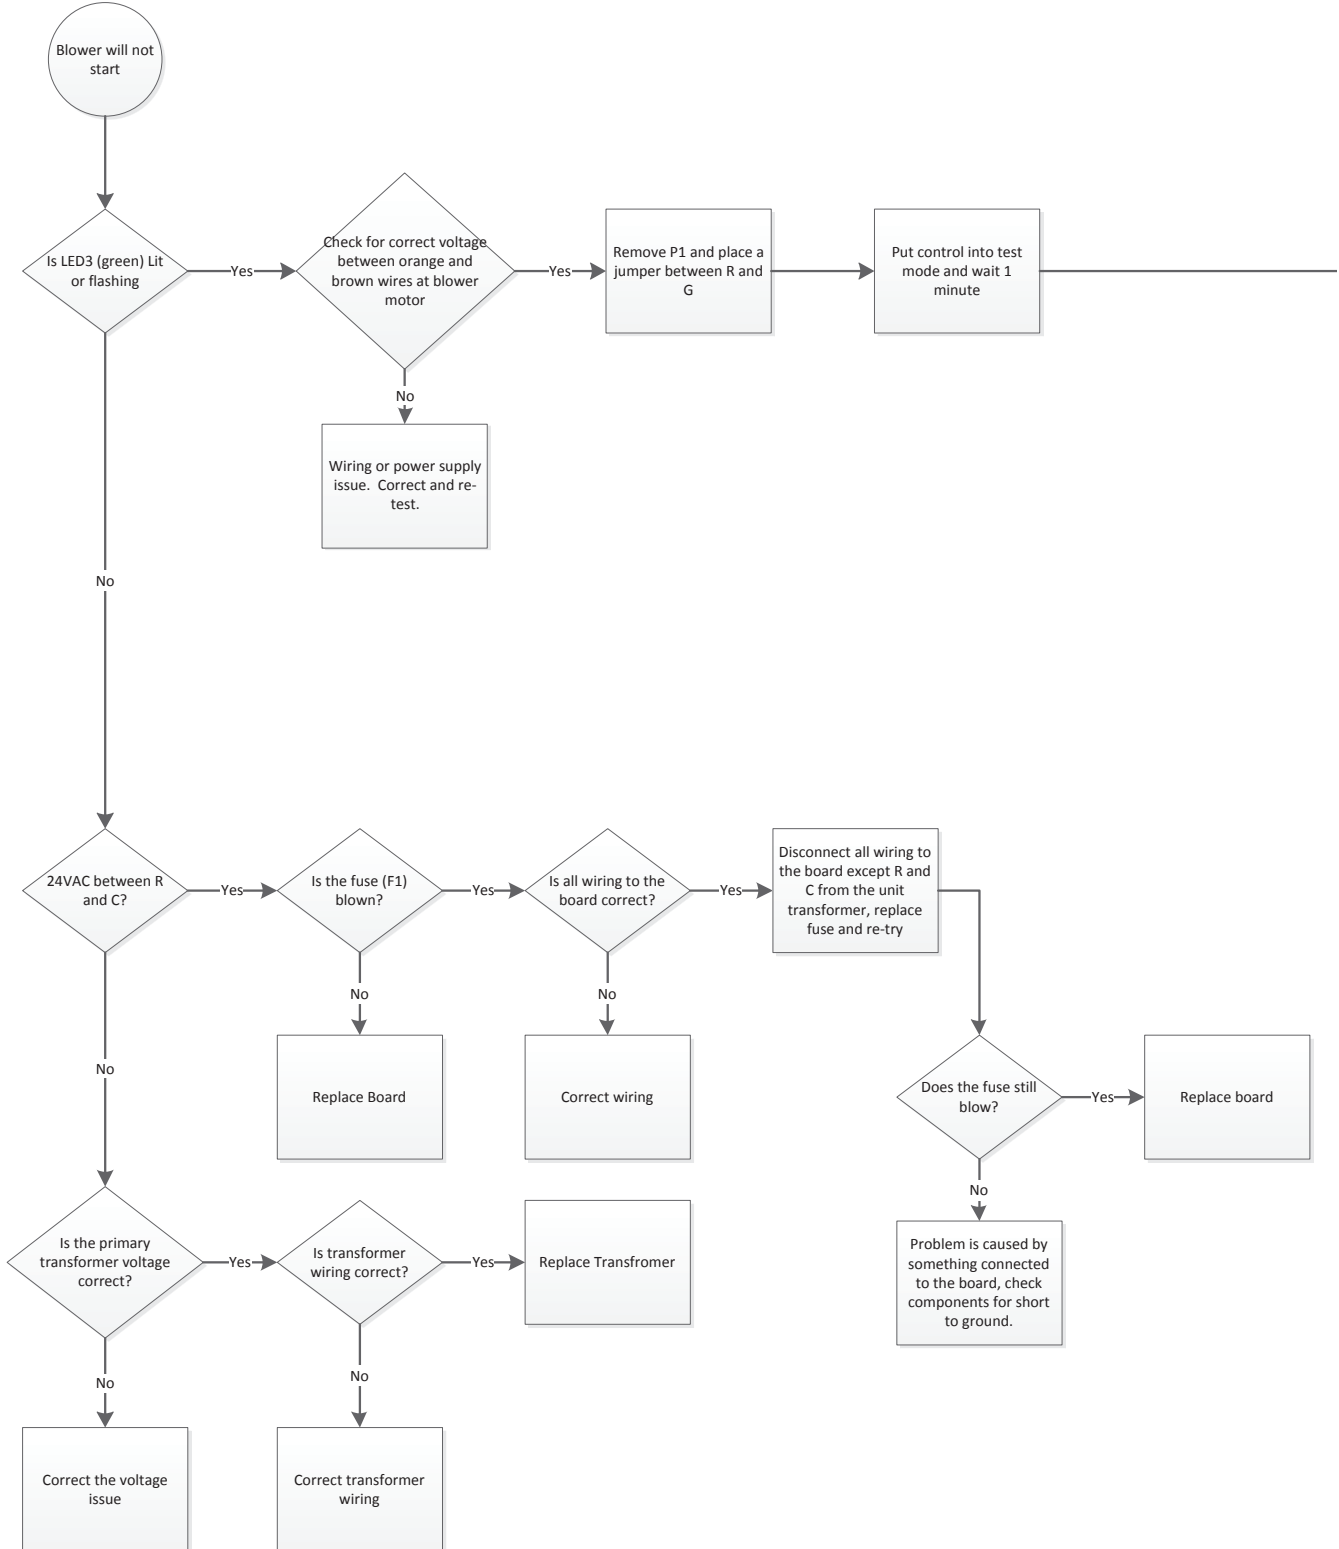 Blower will not
start
Is LED3 (green) Lit
or flashing
Yes
Check for correct voltage
between orange and
brown wires at blower
motor
Yes
Remove P1 and place a
jumper between R and
G
Put control into test
mode and wait 1
minute
No
Wiring or power supply
issue.  Correct and re-
test.
No
24VAC between R
and C?
Yes
Is the fuse (F1)
blown?
Yes
Is all wiring to the
board correct?
Yes
Disconnect all wiring to
the board except R and
C from the unit
transformer, replace
fuse and re-try
No
No
No
Replace Board
Correct wiring
Does the fuse still
blow?
Yes
Replace board
No
Is the primary
transformer voltage
correct?
Yes
Is transformer
wiring correct?
Yes
Replace Transfromer
Problem is caused by
something connected
to the board, check
components for short
to ground.
No
No
Correct the voltage
issue
Correct transformer
wiring